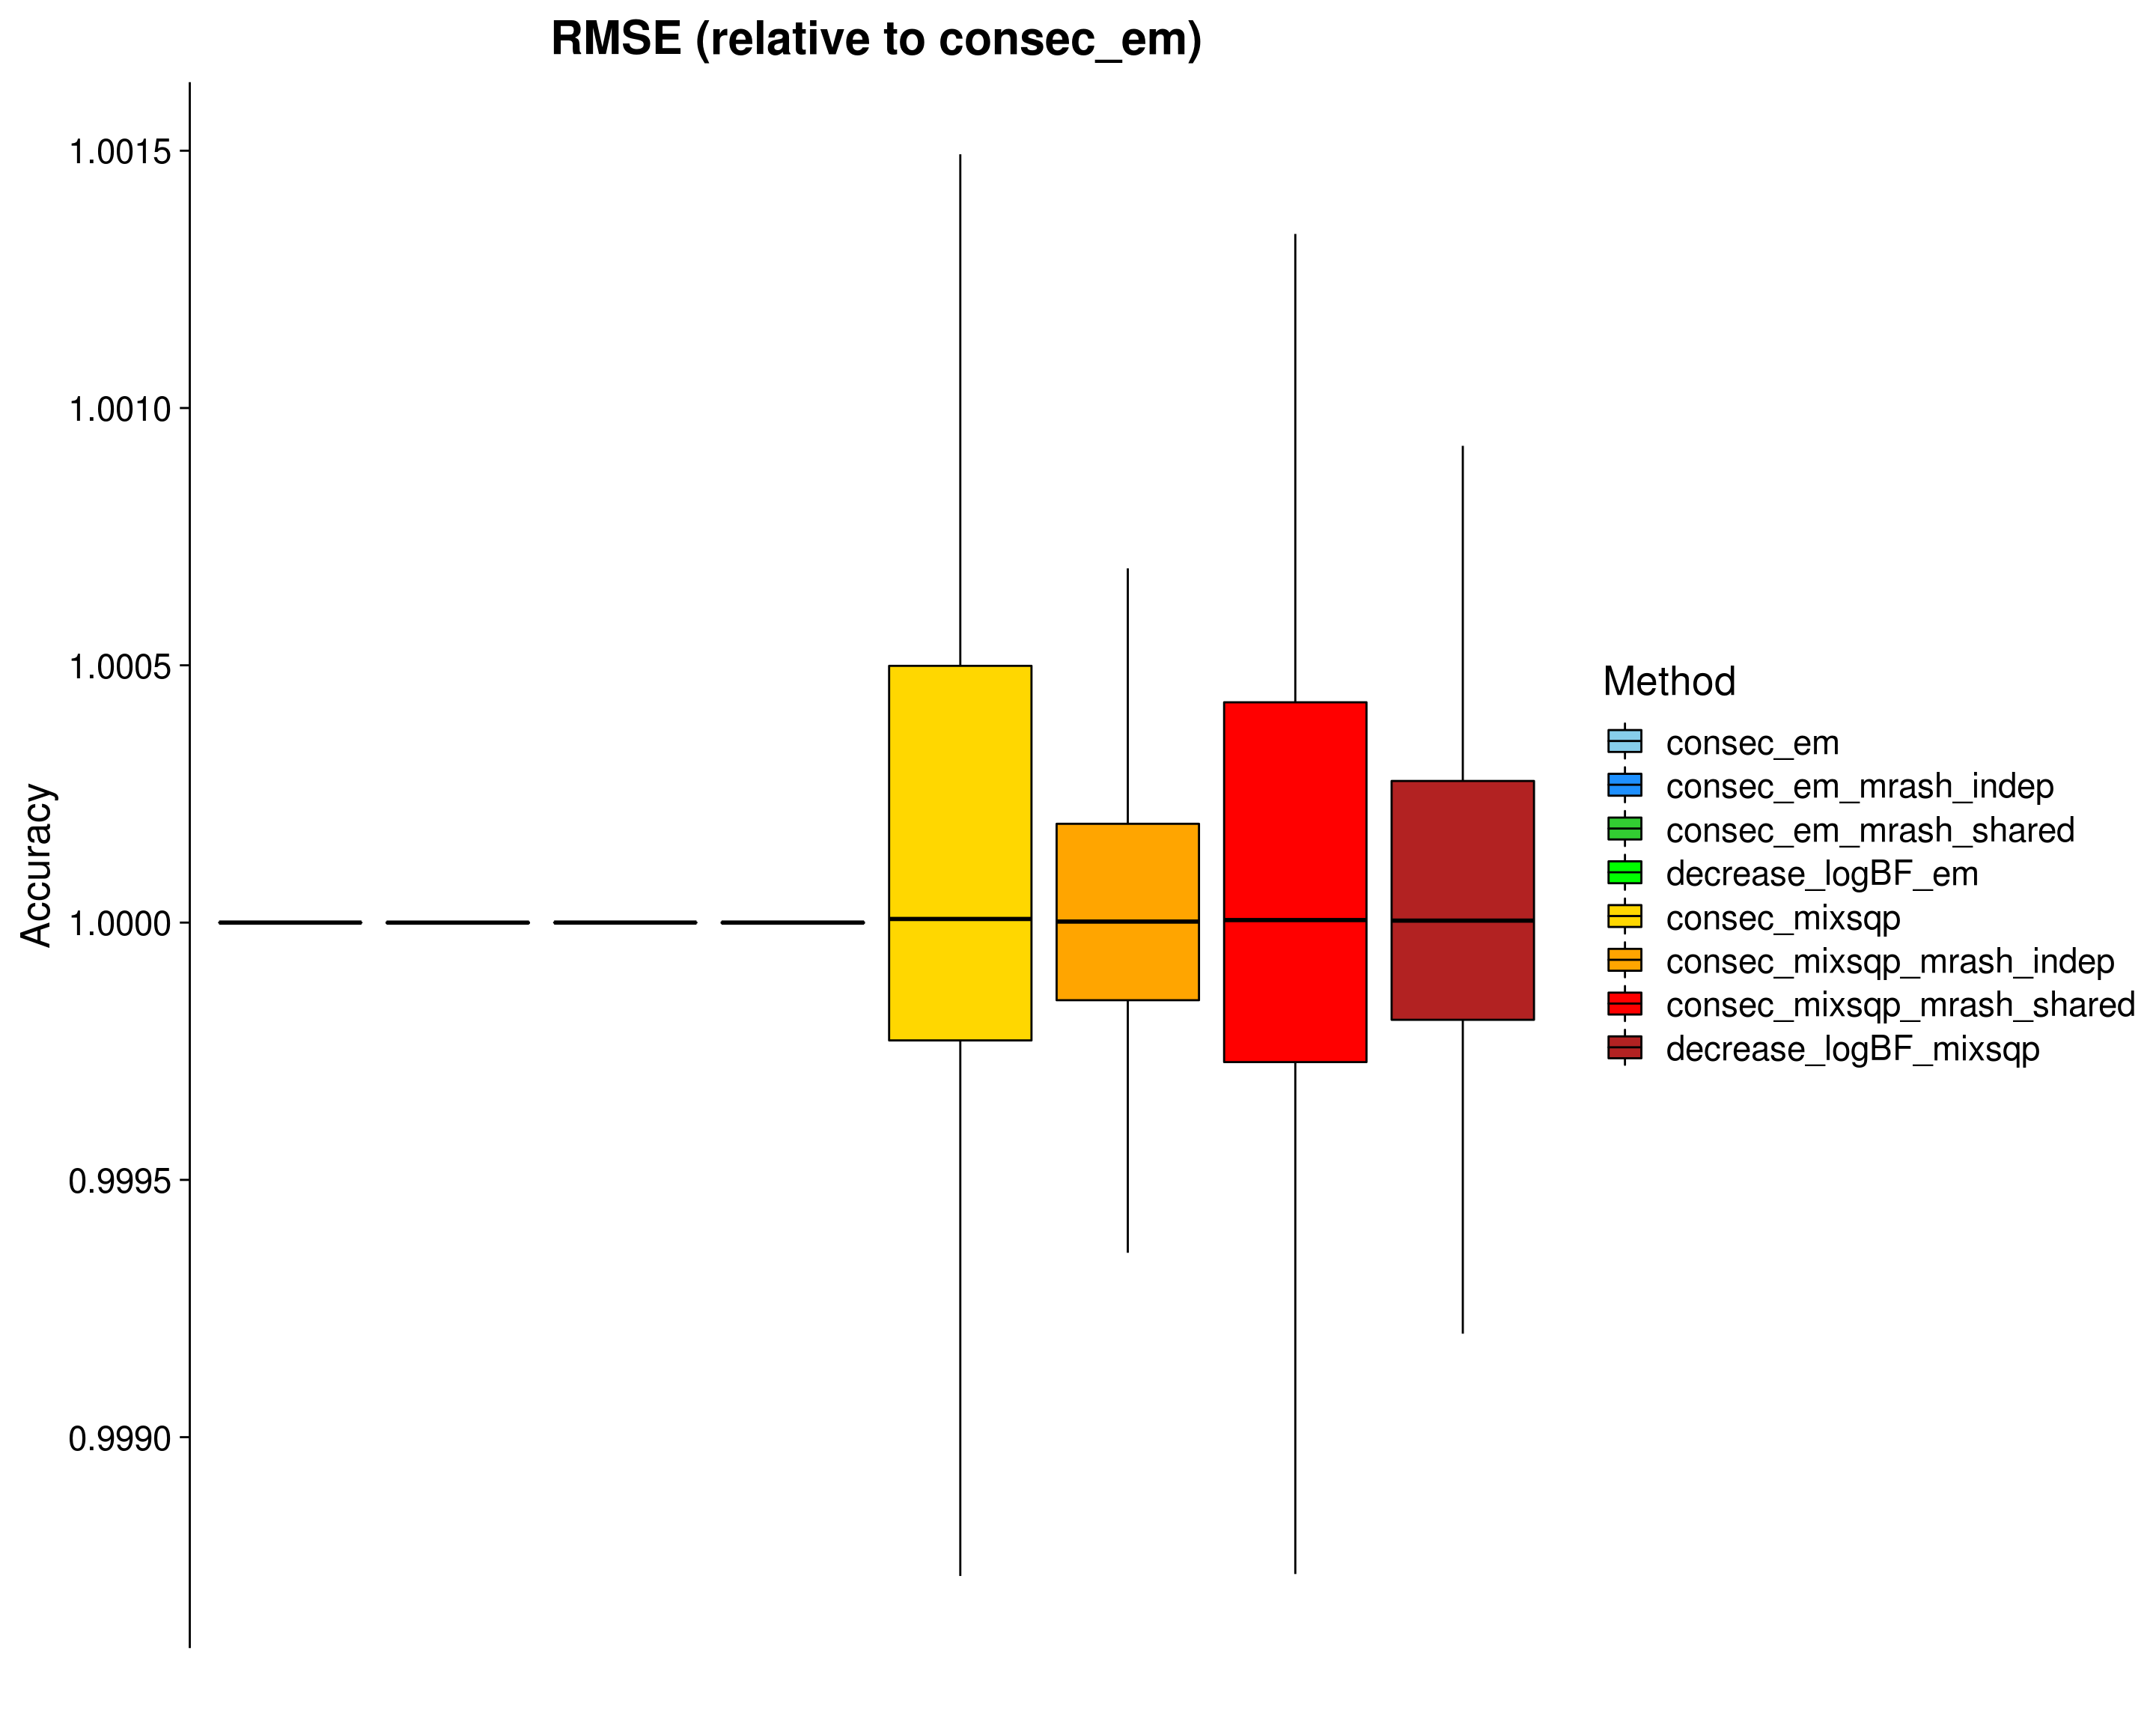 RMSE (relative to consec_em)
Accuracy
1.0015
1.0010
1.0005
1.0000
0.9995
0.9990
Method
consec_em
consec_em_mrash_indep
consec_em_mrash_shared
decrease_logBF_em
consec_mixsqp
consec_mixsqp_mrash_indep
consec_mixsqp_mrash_shared
decrease_logBF_mixsqp